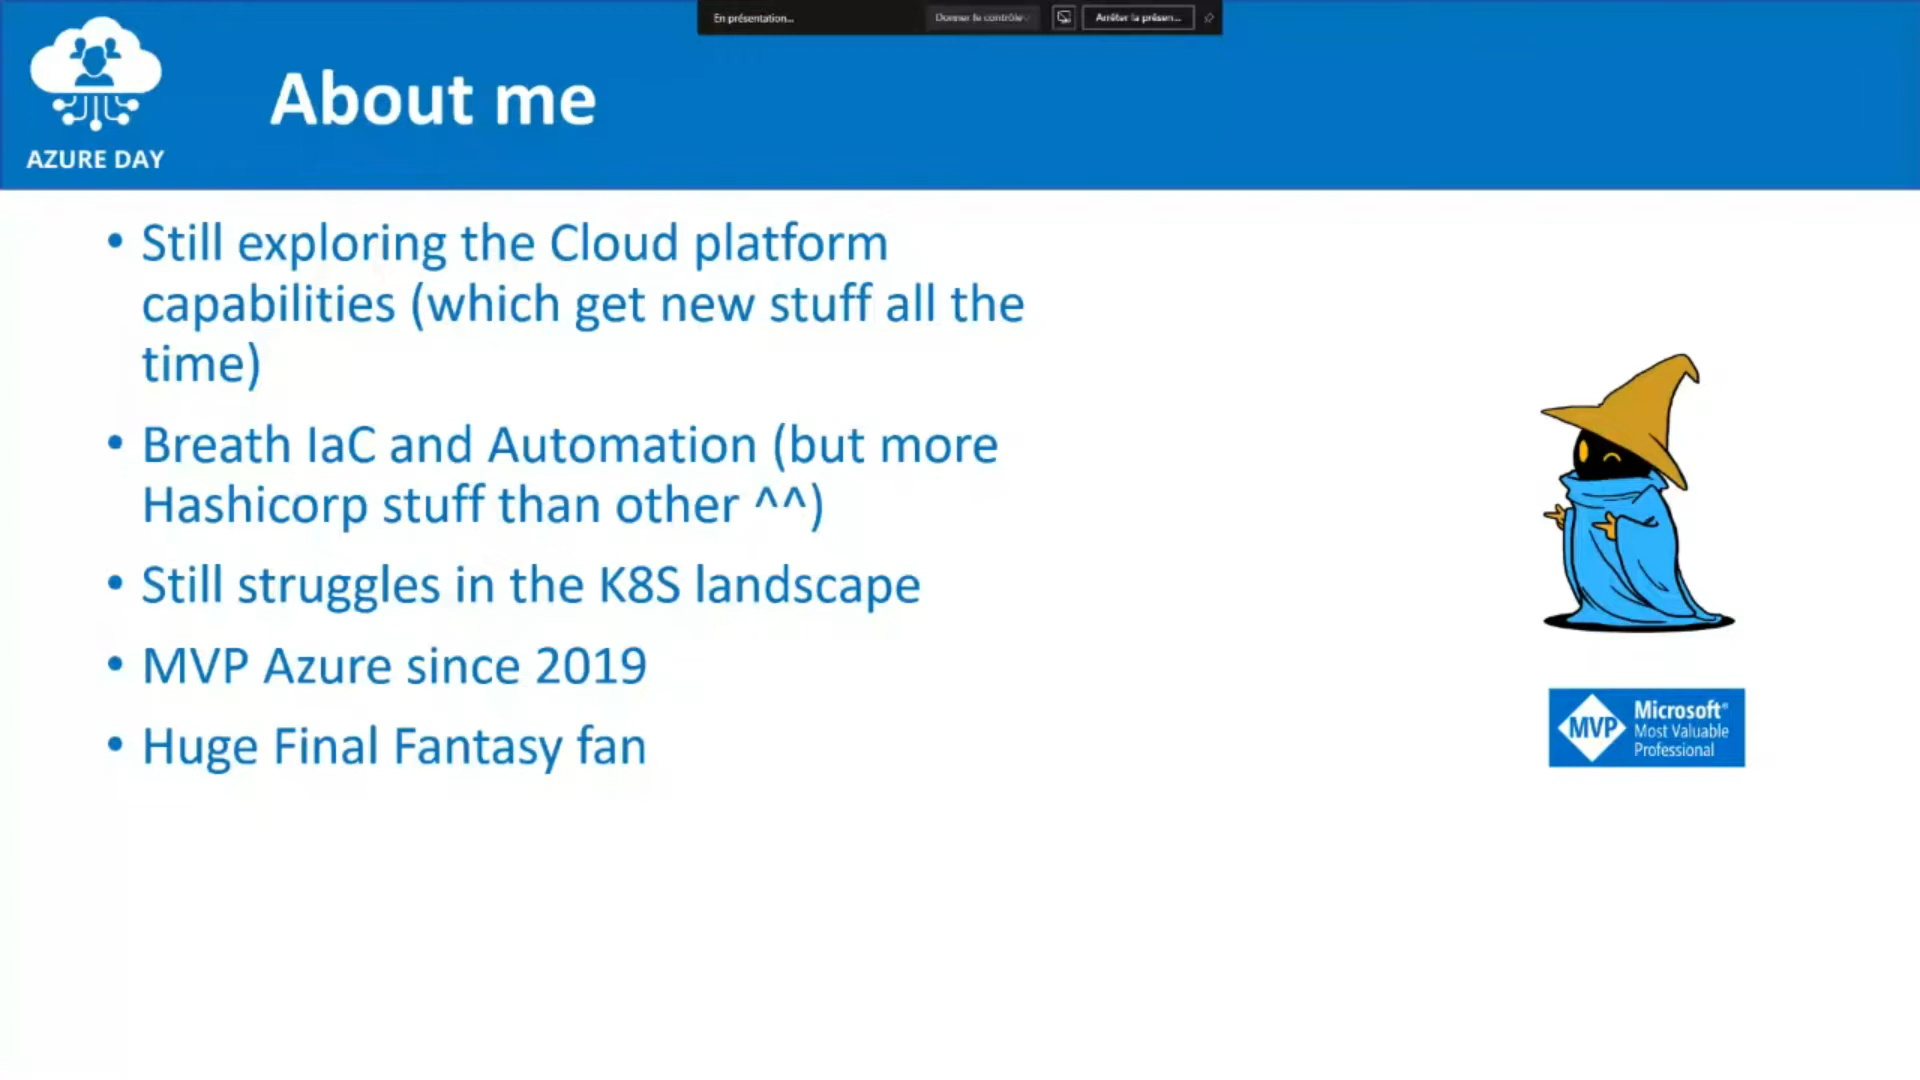 En présentation...
Donner le contrôle
Arrêter la présen...
AZURE DAY
About me
• Still exploring the Cloud platform
capabilities (which get new stuff all the
time)
• Breath IaC and Automation (but more
Hashicorp stuff than other ^^)
• Still struggles in the K8S landscape
• MVP Azure since 2019
• Huge Final Fantasy fan
MVP
Microsoft®
Most Valuable
Professional